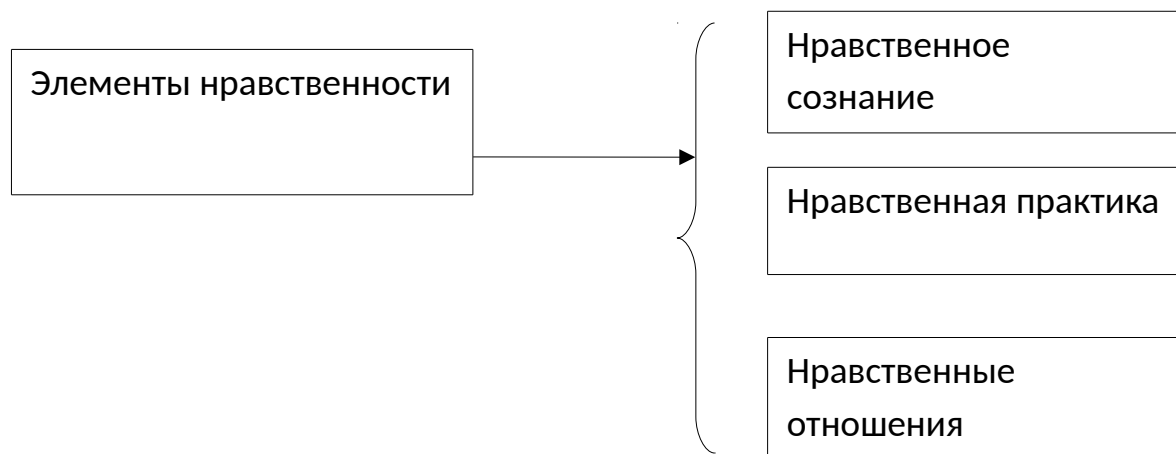 Элементы нравственности
Нравственное
сознание
Нравственная практика
Нравственные
отношения